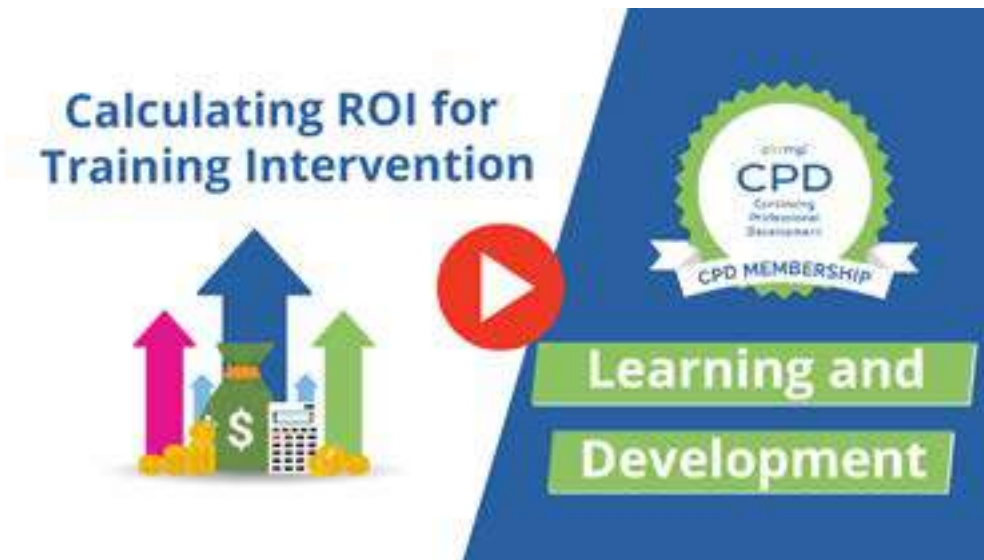 Calculating ROI for
Training Intervention
$
CPD
Continuing
Professional
Development
CPD MEMBERSHIP
Learning and
Development